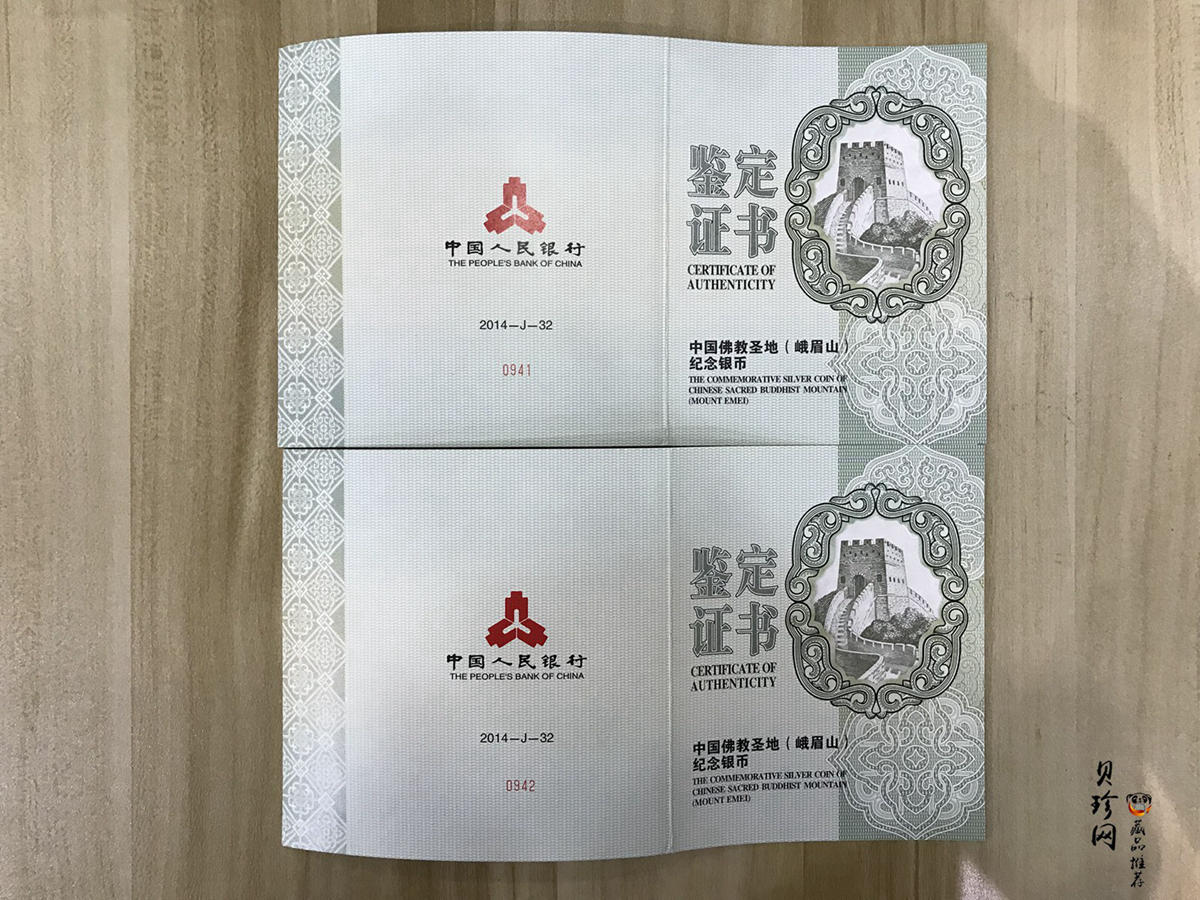 中国人民银行
THE PEOPLE'S BANK OF CHINA
2014—J—32
0941
鉴定
证书
CERTIFICATE OF
AUTHENTICITY
中国佛教圣地（峨眉山）
纪念银币
THE COMMEMORATIVE SILVER COIN OF
CHINESE SACRED BUDDHIST MOUNTAIN
(MOUNT EMEI)
中国人民银行
THE PEOPLE'S BANK OF CHINA
2014—J—32
0942
鉴定
证书
CERTIFICATE OF
AUTHENTICITY
中国佛教圣地（峨眉山）
纪念银币
THE COMMEMORATIVE SILVER COIN OF
CHINESE SACRED BUDDHIST MOUNTAIN
(MOUNT EMEI)
贝珍网
藏品推荐